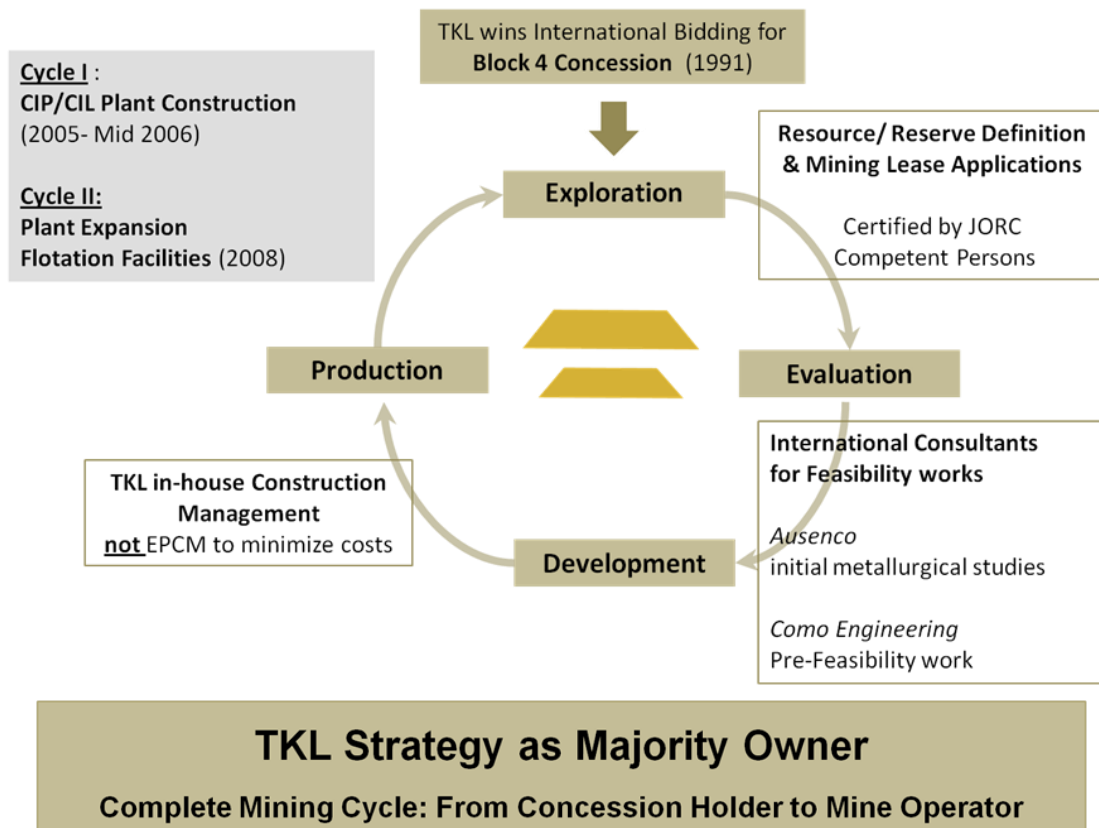 TKL wins International Bidding for
Block 4 Concession (1991)
Cycle I :
CIP/CIL Plant Construction
(2005- Mid 2006)
Cycle II:
Plant Expansion
Flotation Facilities (2008)
Exploration
Resource/ Reserve Definition
& Mining Lease Applications
Certified by JORC
Competent Persons
Production
Evaluation
International Consultants
for Feasibility works
Ausenco
initial metallurgical studies
Como Engineering
Pre-Feasibility work
TKL in-house Construction
Management
not EPCM to minimize costs
Development
TKL Strategy as Majority Owner
Complete Mining Cycle: From Concession Holder to Mine Operator